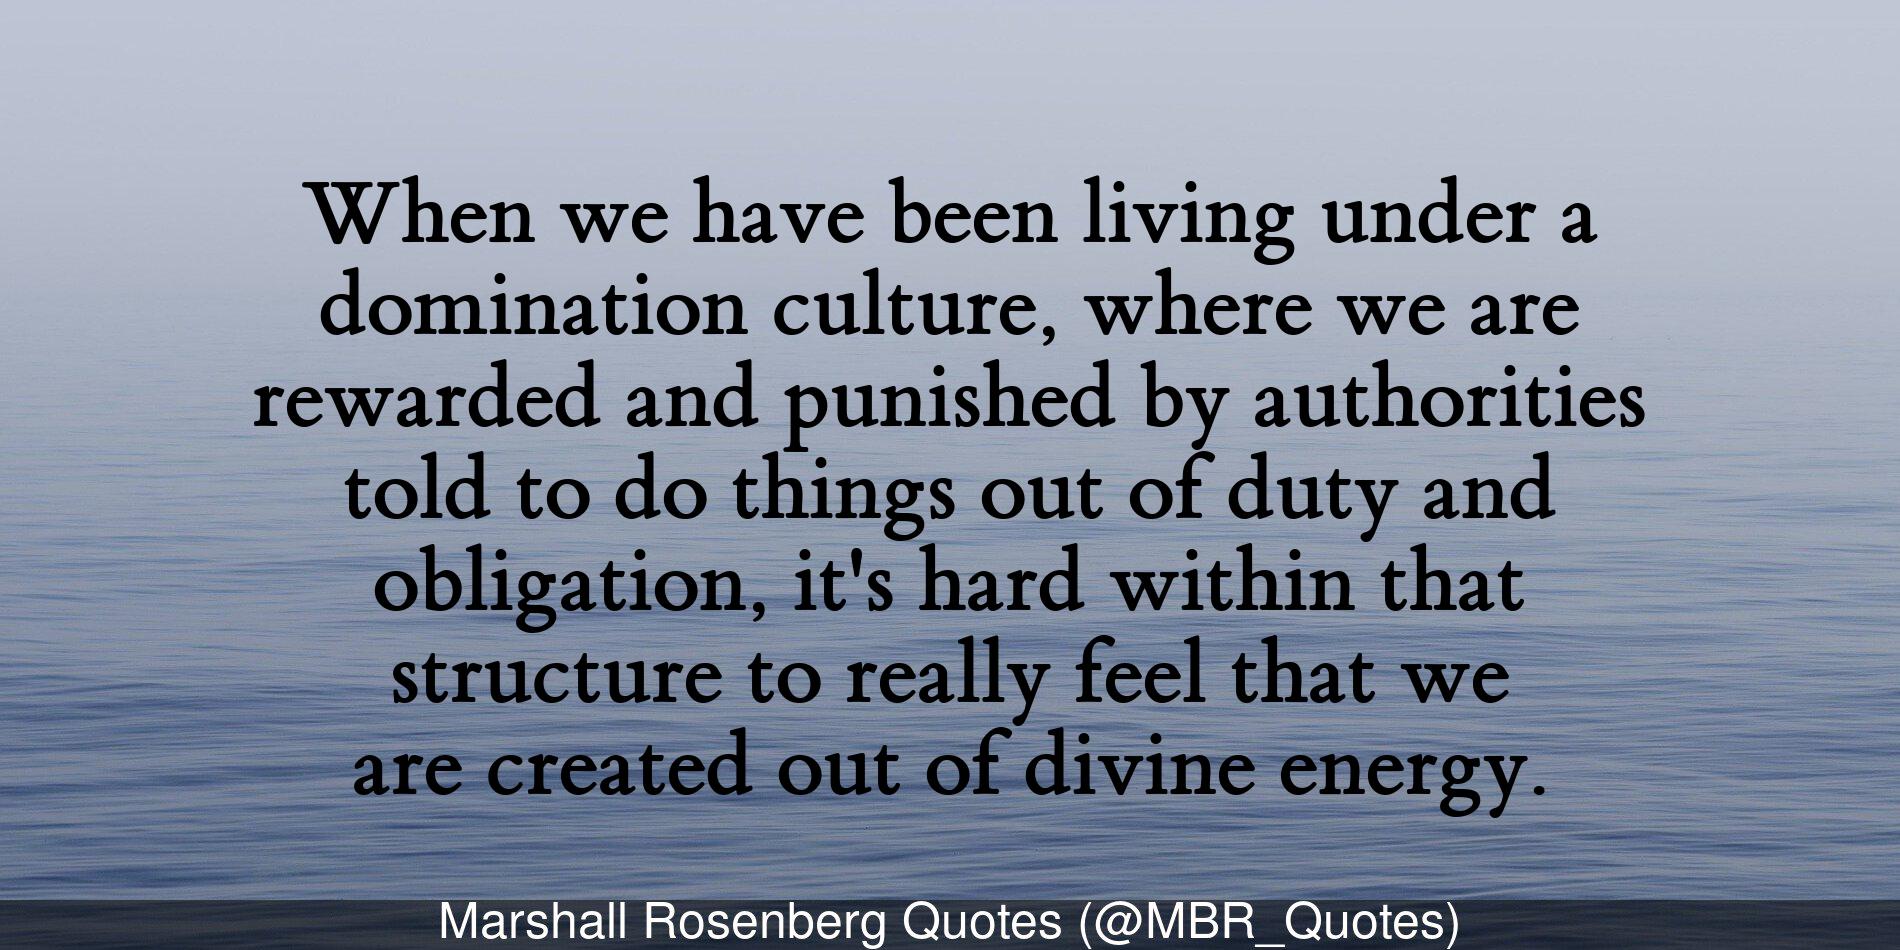 When we have been living under a
domination culture, where we are
rewarded and punished by authorities
told to do things out of duty and
obligation, it's hard within that
structure to really feel that we
are created out of divine energy.
Marshall Rosenberg Quotes (@MBR_Quotes)